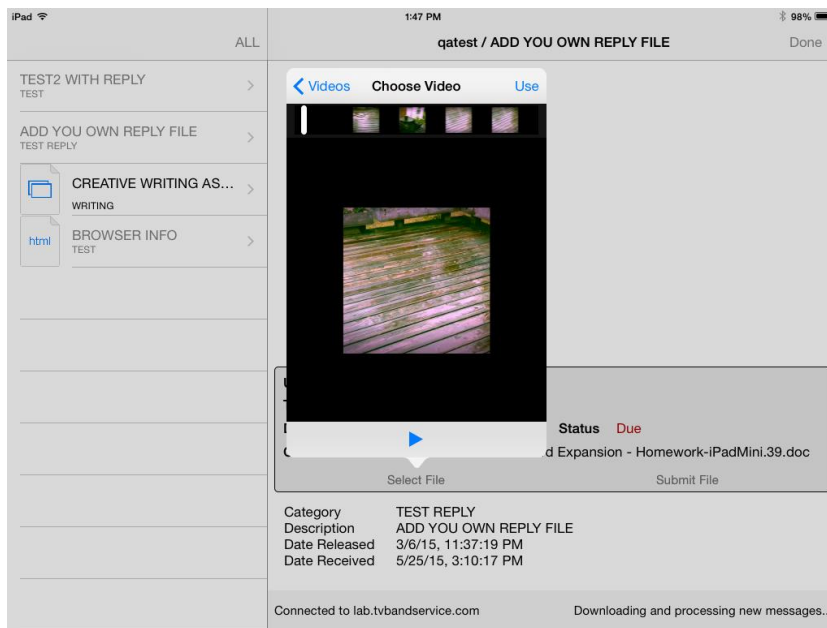 iPad 1:47 PM 98%
ALL
qatest / ADD YOU OWN REPLY FILE Done
TEST2 WITH REPLY
TEST
ADD YOU OWN REPLY FILE
TEST REPLY
CREATIVE WRITING AS...
WRITING
html
BROWSER INFO
TEST
Videos Choose Video Use
Status Due
d Expansion - Homework-iPadMini.39.doc
Select File Submit File
Category TEST REPLY
Description ADD YOU OWN REPLY FILE
Date Released 3/6/15, 11:37:19 PM
Date Received 5/25/15, 3:10:17 PM
Connected to lab.tvbandservice.com Downloading and processing new messages..